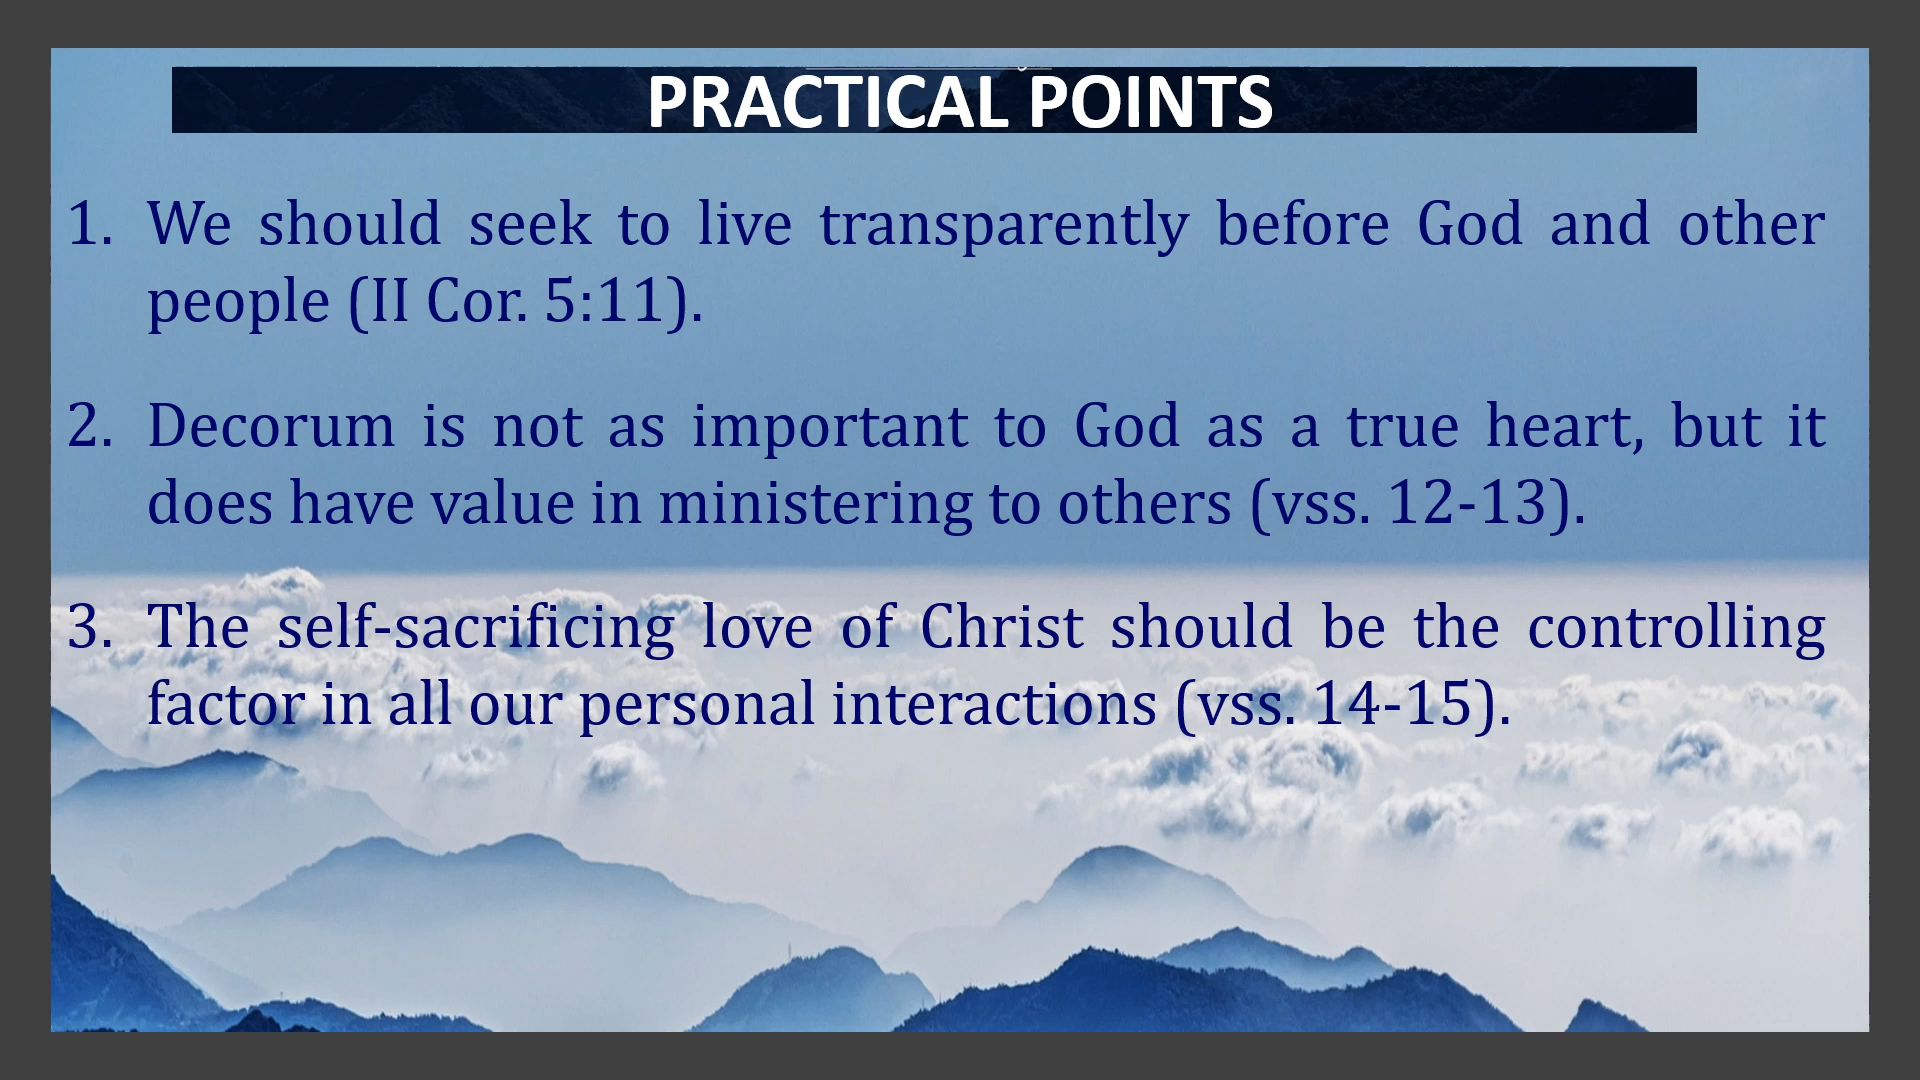 PRACTICAL POINTS
1. We should seek to live transparently before God and other
people (II Cor. 5:11).
2. Decorum is not as important to God as a true heart, but it
does have value in ministering to others (vss. 12-13).
3. The self-sacrificing love of Christ should be the controlling
factor in all our personal interactions (vss. 14-15).